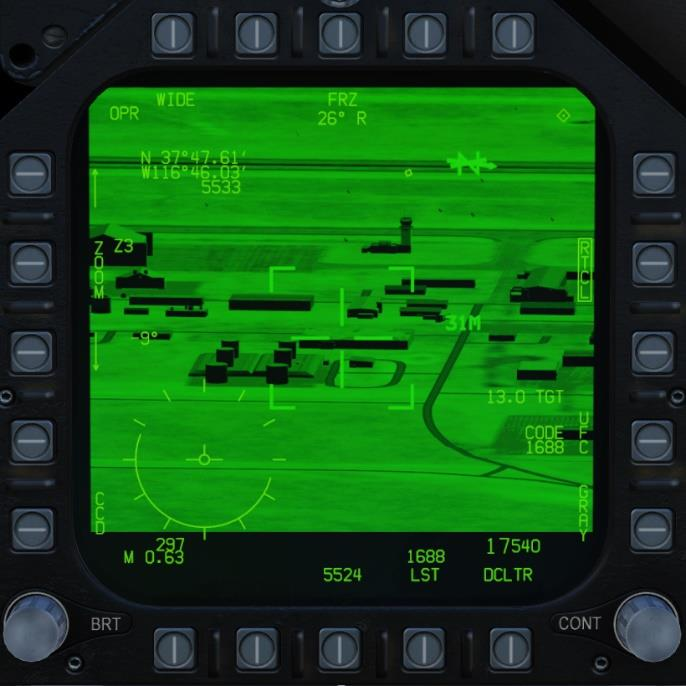 WIDE
FRZ
OPR
26° R
N 37°47.61'
W116°46.03'
5533
ZOOM
Z3
RTCL
31M
-9°
13.0 TGT
UFC
CODE
1688
CCD
GRAY
297
M 0.63
17540
1688
5524
LST
DCLTR
BRT
CONT